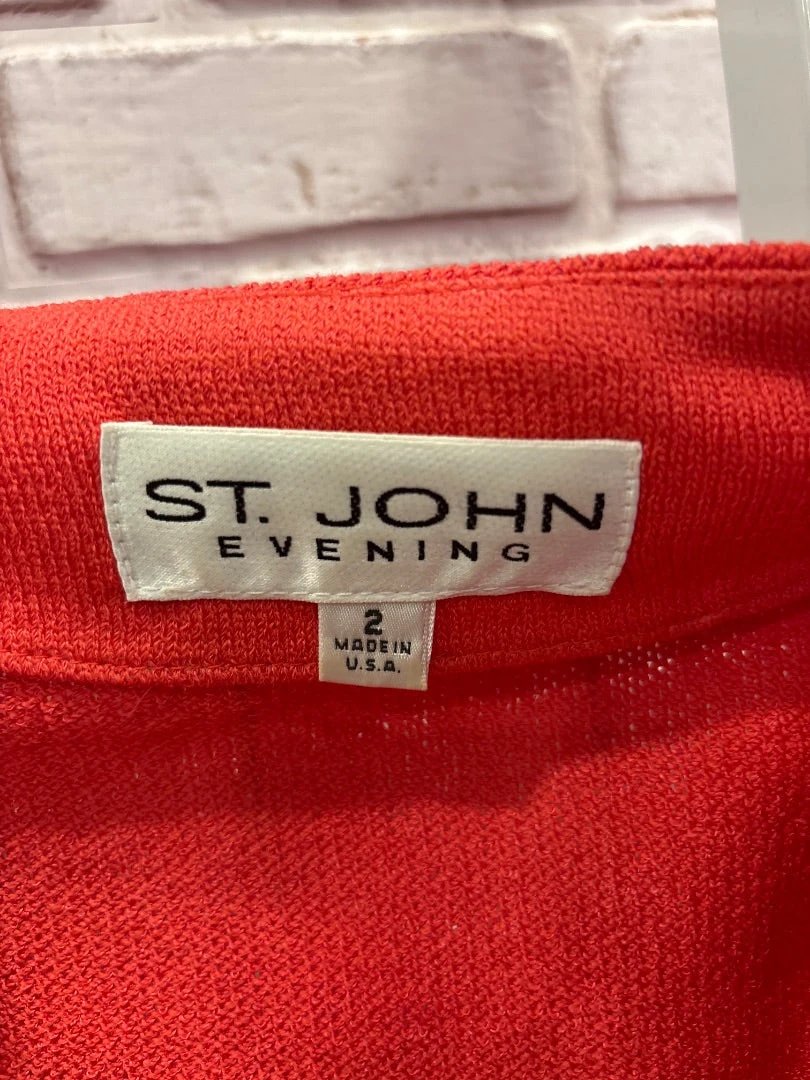 ST. JOHN
EVENING
2
MADE IN
U.S.A.